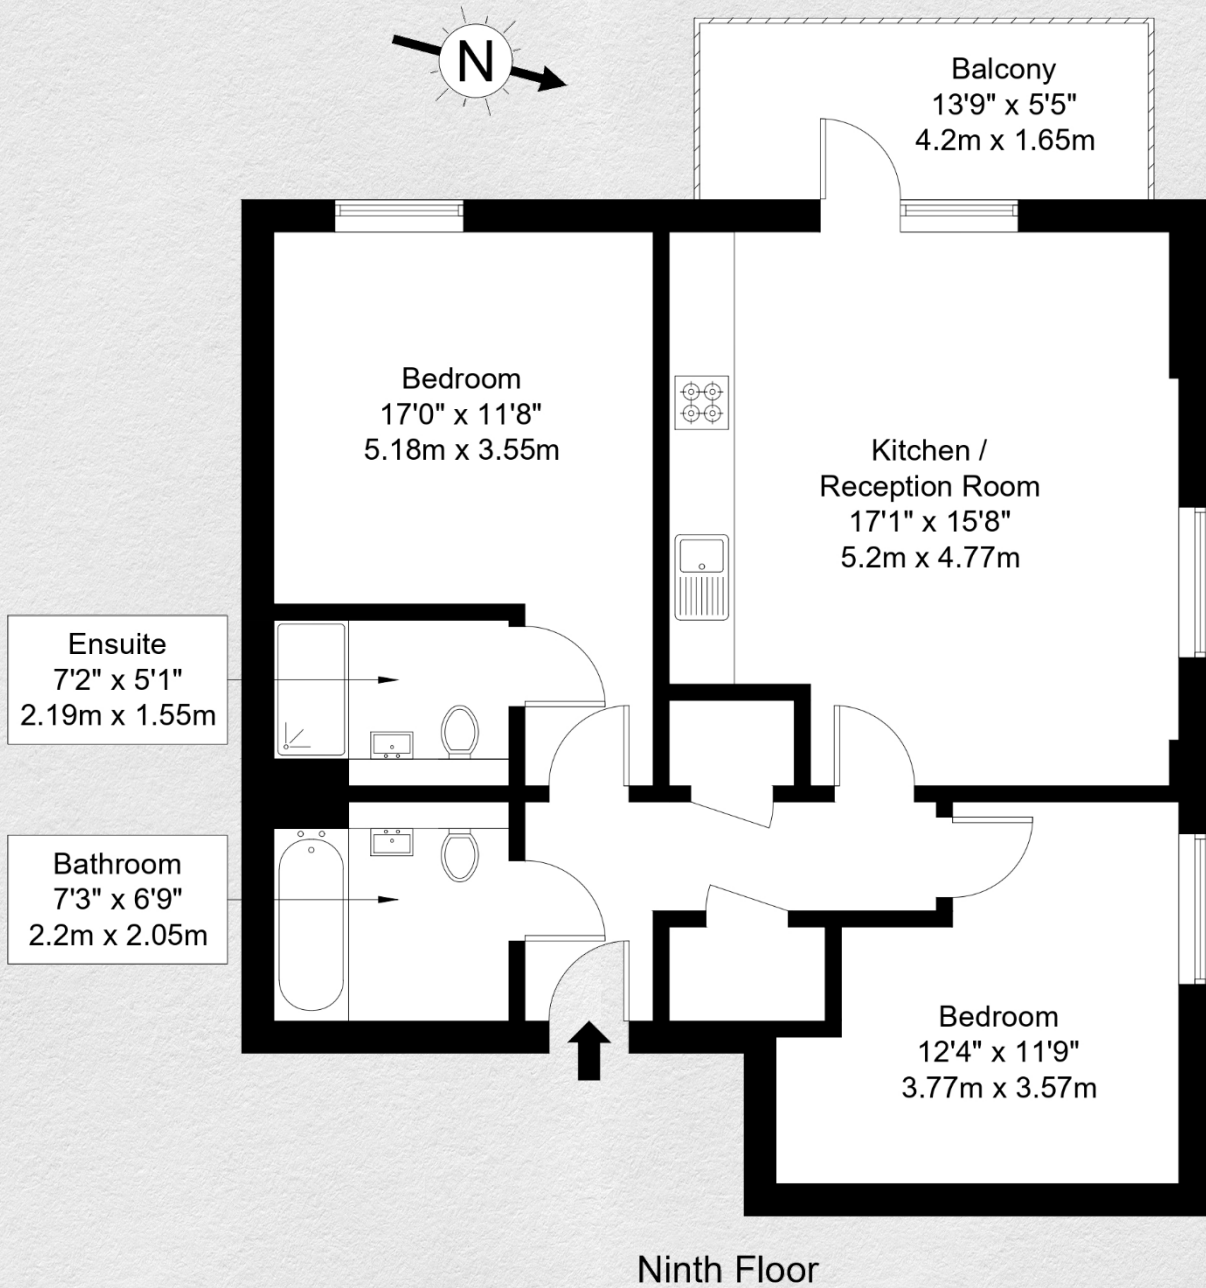 N
Balcony
13'9" x 5'5"
4.2m x 1.65m
Bedroom
17'0" x 11'8"
5.18m x 3.55m
Kitchen /
Reception Room
17'1" x 15'8"
5.2m x 4.77m
Ensuite
7'2" x 5'1"
2.19m x 1.55m
Bathroom
7'3" x 6'9"
2.2m x 2.05m
Bedroom
12'4" x 11'9"
3.77m x 3.57m
Ninth Floor